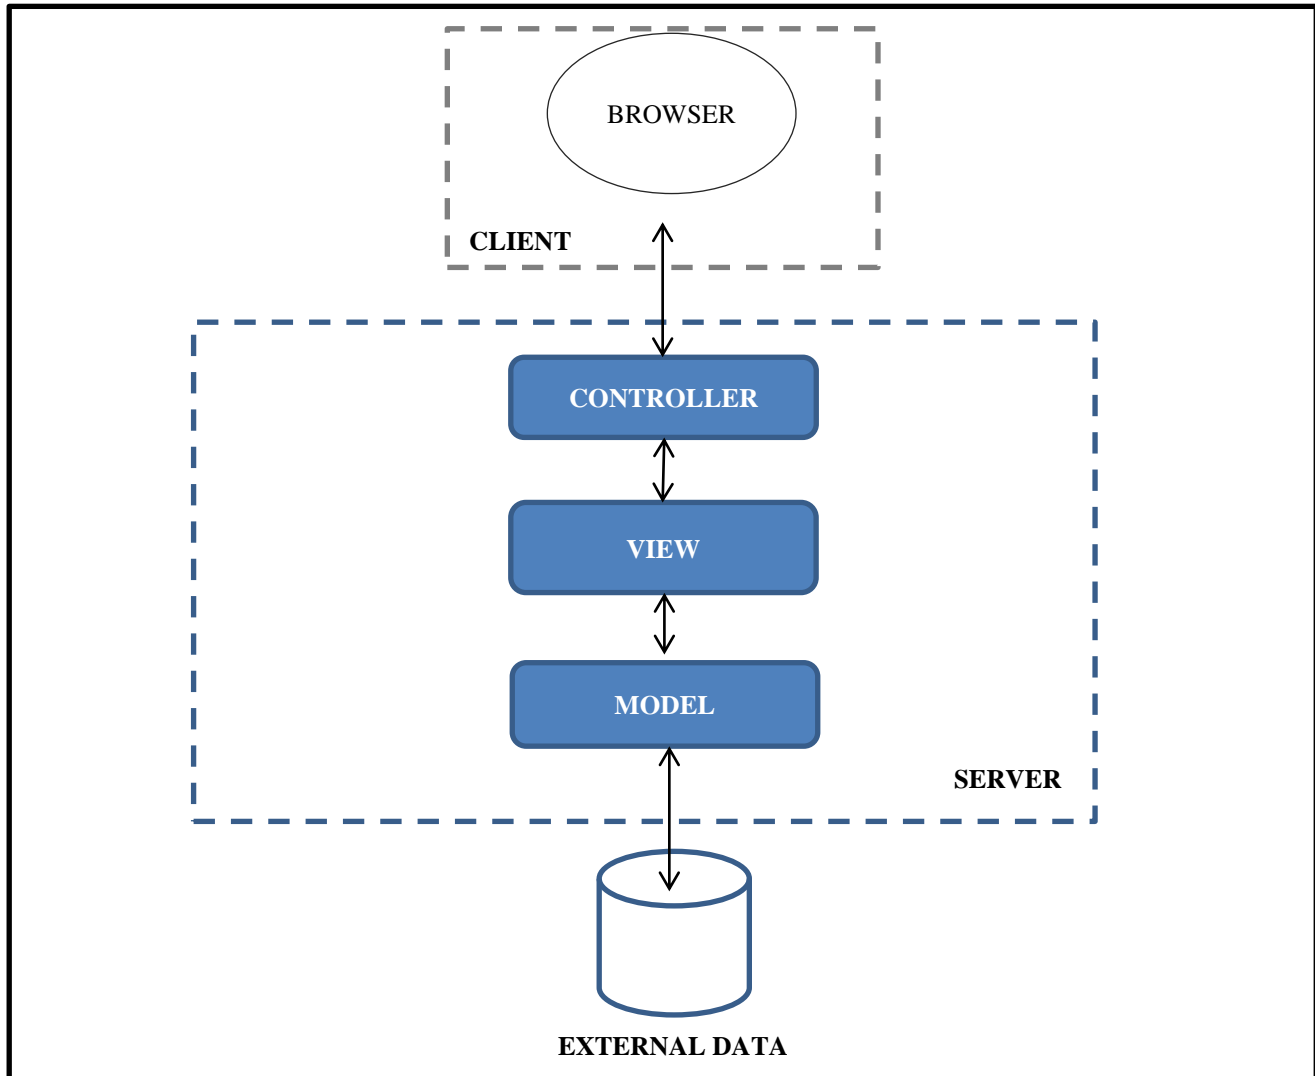 BROWSER
CLIENT
CONTROLLER
VIEW
MODEL
SERVER
EXTERNAL DATA